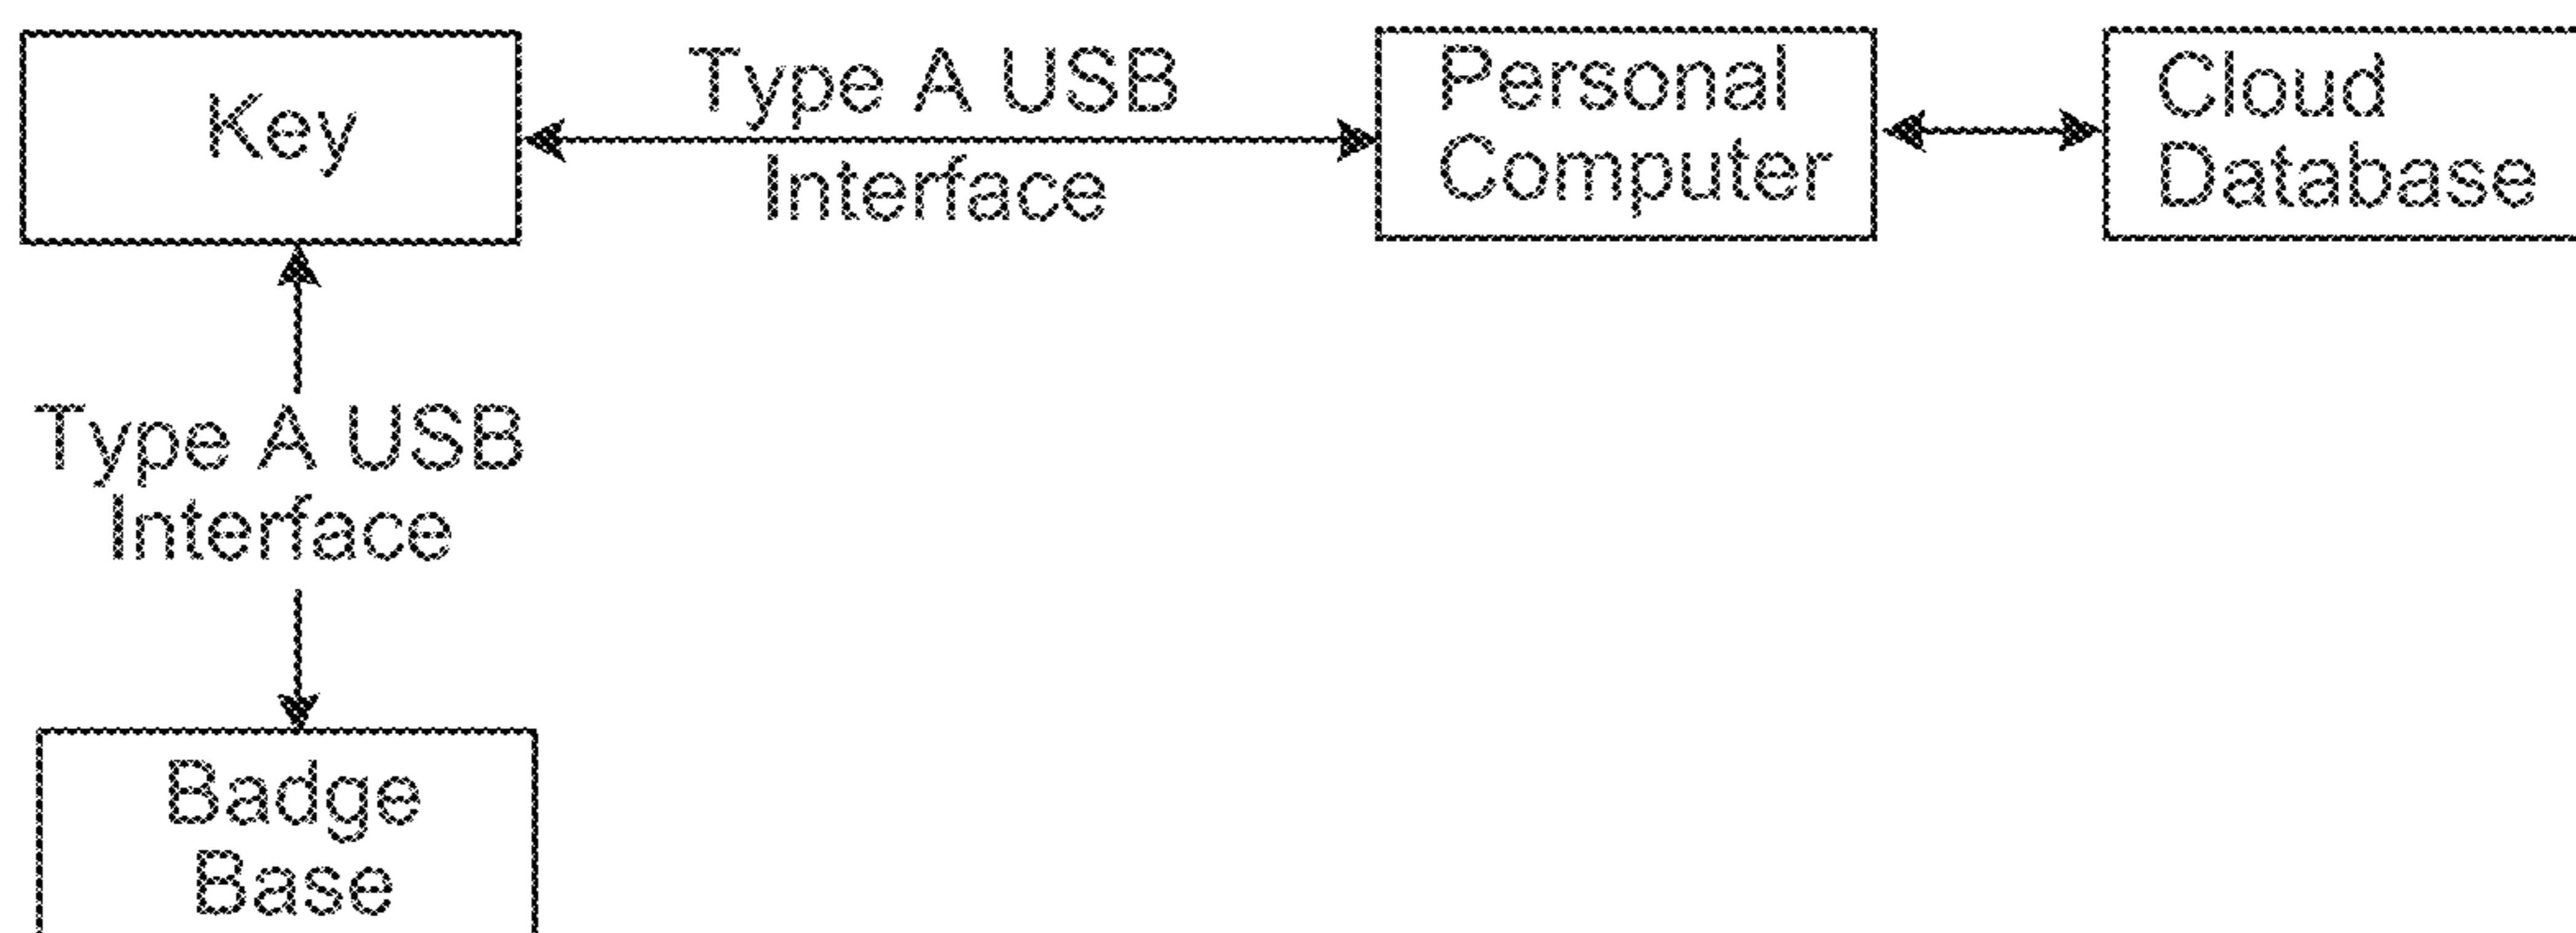 Key
Type A USB
Interface
Personal
Computer
Cloud
Database
Type A USB
Interface
Badge
Base